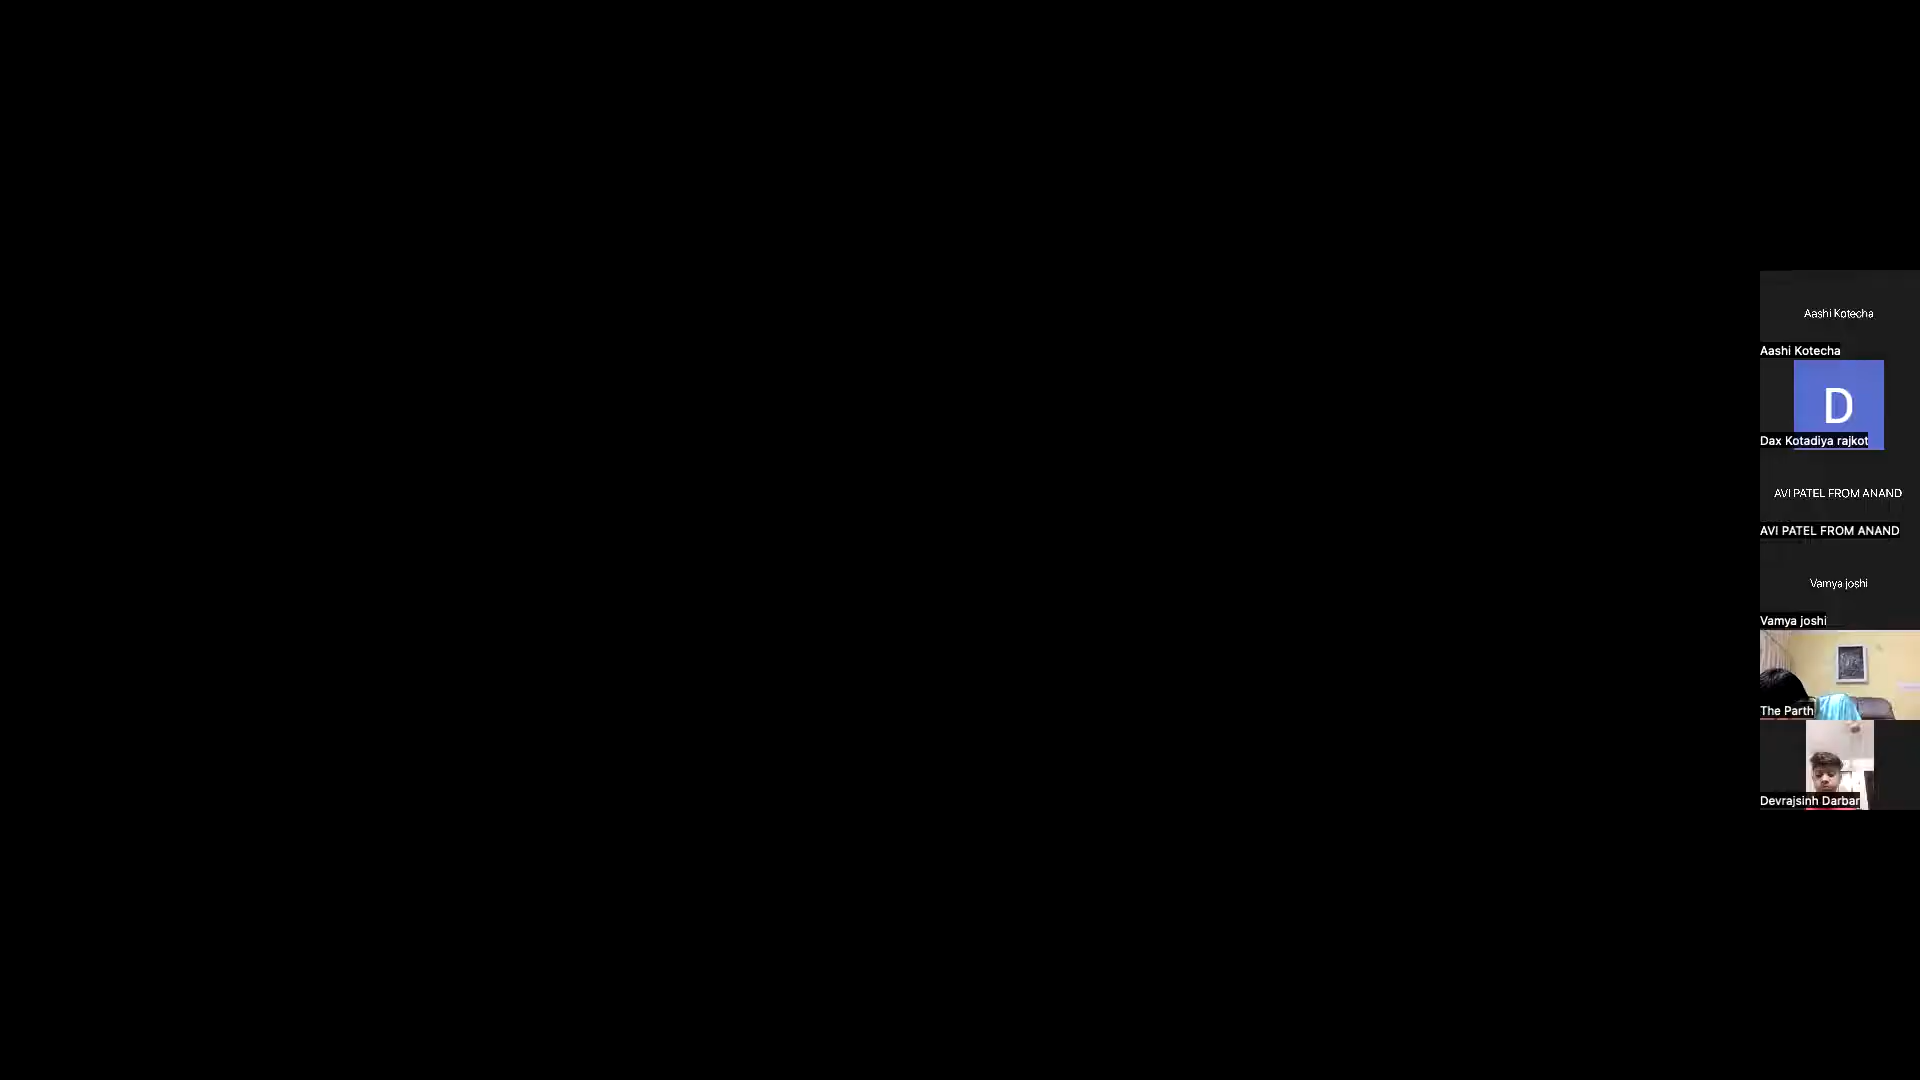 Aashi Kotecha
Aashi Kotecha
D
Dax Kotadiya rajkot
AVI PATEL FROM ANAND
AVI PATEL FROM ANAND
Vamya joshi
Vamya joshi
The Parth
Devrajsinh Darbar